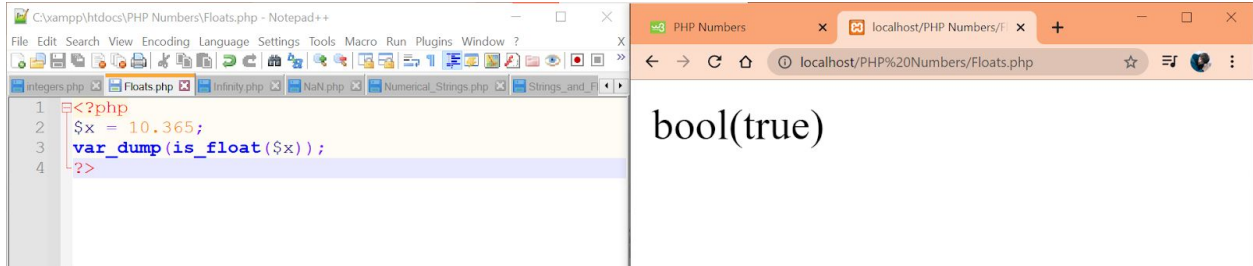 C:\xampp\htdocs\PHP Numbers\Floats.php - Notepad++
File Edit Search View Encoding Language Settings Tools Macro Run Plugins Window ? X
integers.php Floats.php Infinity.php NaN.php Numerical_Strings.php Strings_and_Fl
1 <?php
2 $x = 10.365;
3 var_dump(is_float($x));
4 ?>
PHP Numbers localhost/PHP Numbers/F
localhost/PHP%20Numbers/Floats.php
bool(true)